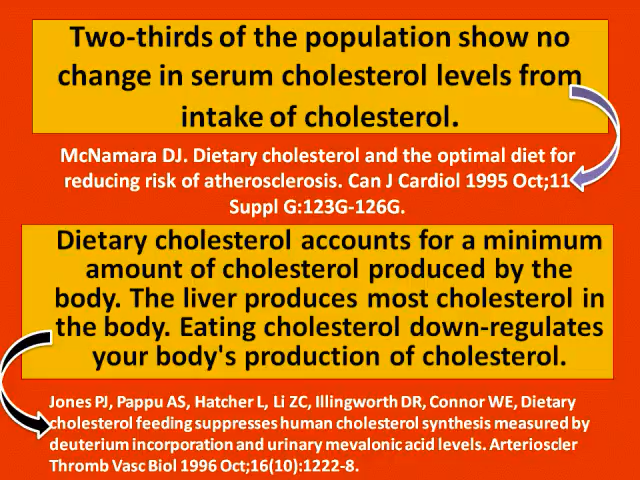 Two-thirds of the population show no
change in serum cholesterol levels from
intake of cholesterol.
McNamara DJ. Dietary cholesterol and the optimal diet for
reducing risk of atherosclerosis. Can J Cardiol 1995 Oct;11
Suppl G:123G-126G.
Dietary cholesterol accounts for a minimum
amount of cholesterol produced by the
body. The liver produces most cholesterol in
the body. Eating cholesterol down-regulates
your body's production of cholesterol.
Jones PJ, Pappu AS, Hatcher L, Li ZC, Illingworth DR, Connor WE, Dietary
cholesterol feeding suppresses human cholesterol synthesis measured by
deuterium incorporation and urinary mevalonic acid levels. Arterioscler
Thromb Vasc Biol 1996 Oct;16(10):1222-8.